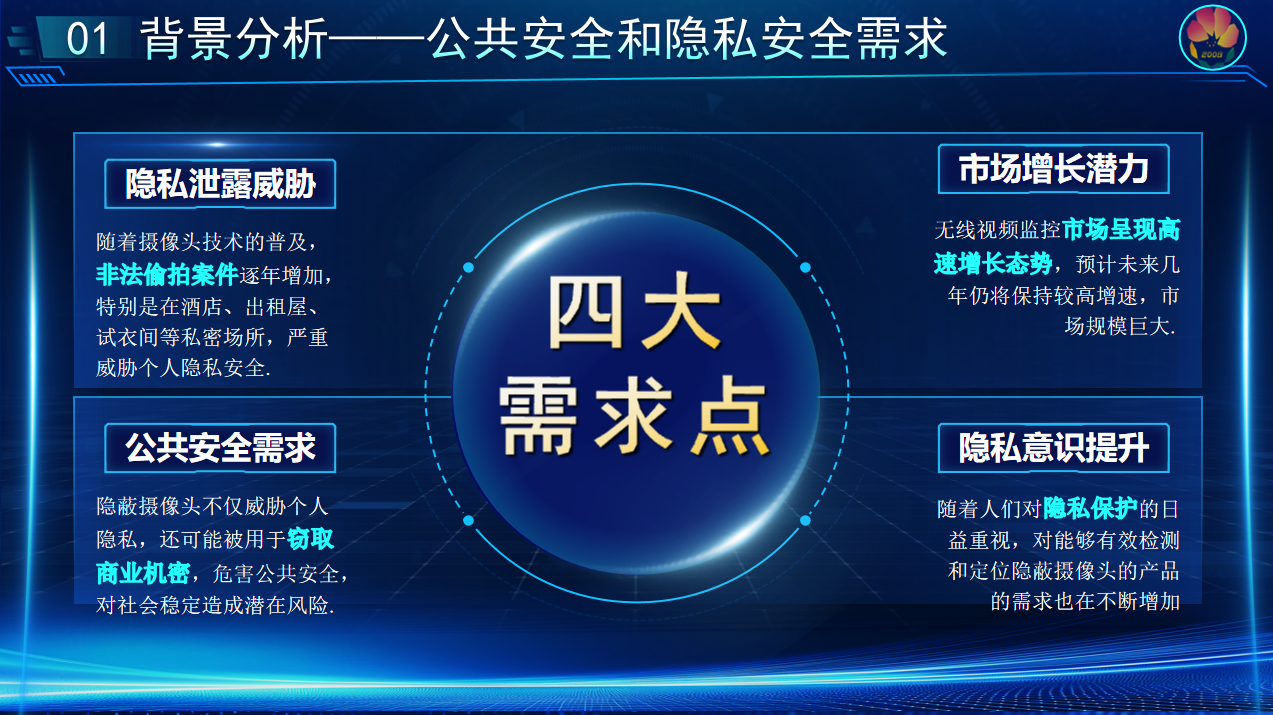 01 背景分析——公共安全和隐私安全需求
2008
隐私泄露威胁
随着摄像头技术的普及，
非法偷拍案件逐年增加，
特别是在酒店、出租屋、
试衣间等私密场所，严重
威胁个人隐私安全.
市场增长潜力
无线视频监控市场呈现高
速增长态势，预计未来几
年仍将保持较高增速，市
场规模巨大.
四大
需求点
公共安全需求
隐蔽摄像头不仅威胁个人
隐私，还可能被用于窃取
商业机密，危害公共安全，
对社会稳定造成潜在风险.
隐私意识提升
随着人们对隐私保护的日
益重视，对能够有效检测
和定位隐蔽摄像头的产品
的需求也在不断增加